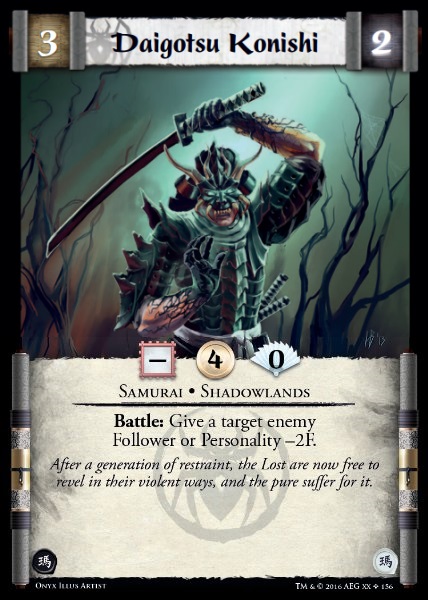 3 Daigotsu Konishi 2
– 4 0
Samurai • Shadowlands
Battle: Give a target enemy
Follower or Personality –2F.
After a generation of restraint, the Lost are now free to
revel in their violent ways, and the pure suffer for it.
瑪 瑪
Onyx Illus Artist TM & © 2016 AEG XX ❖ 156